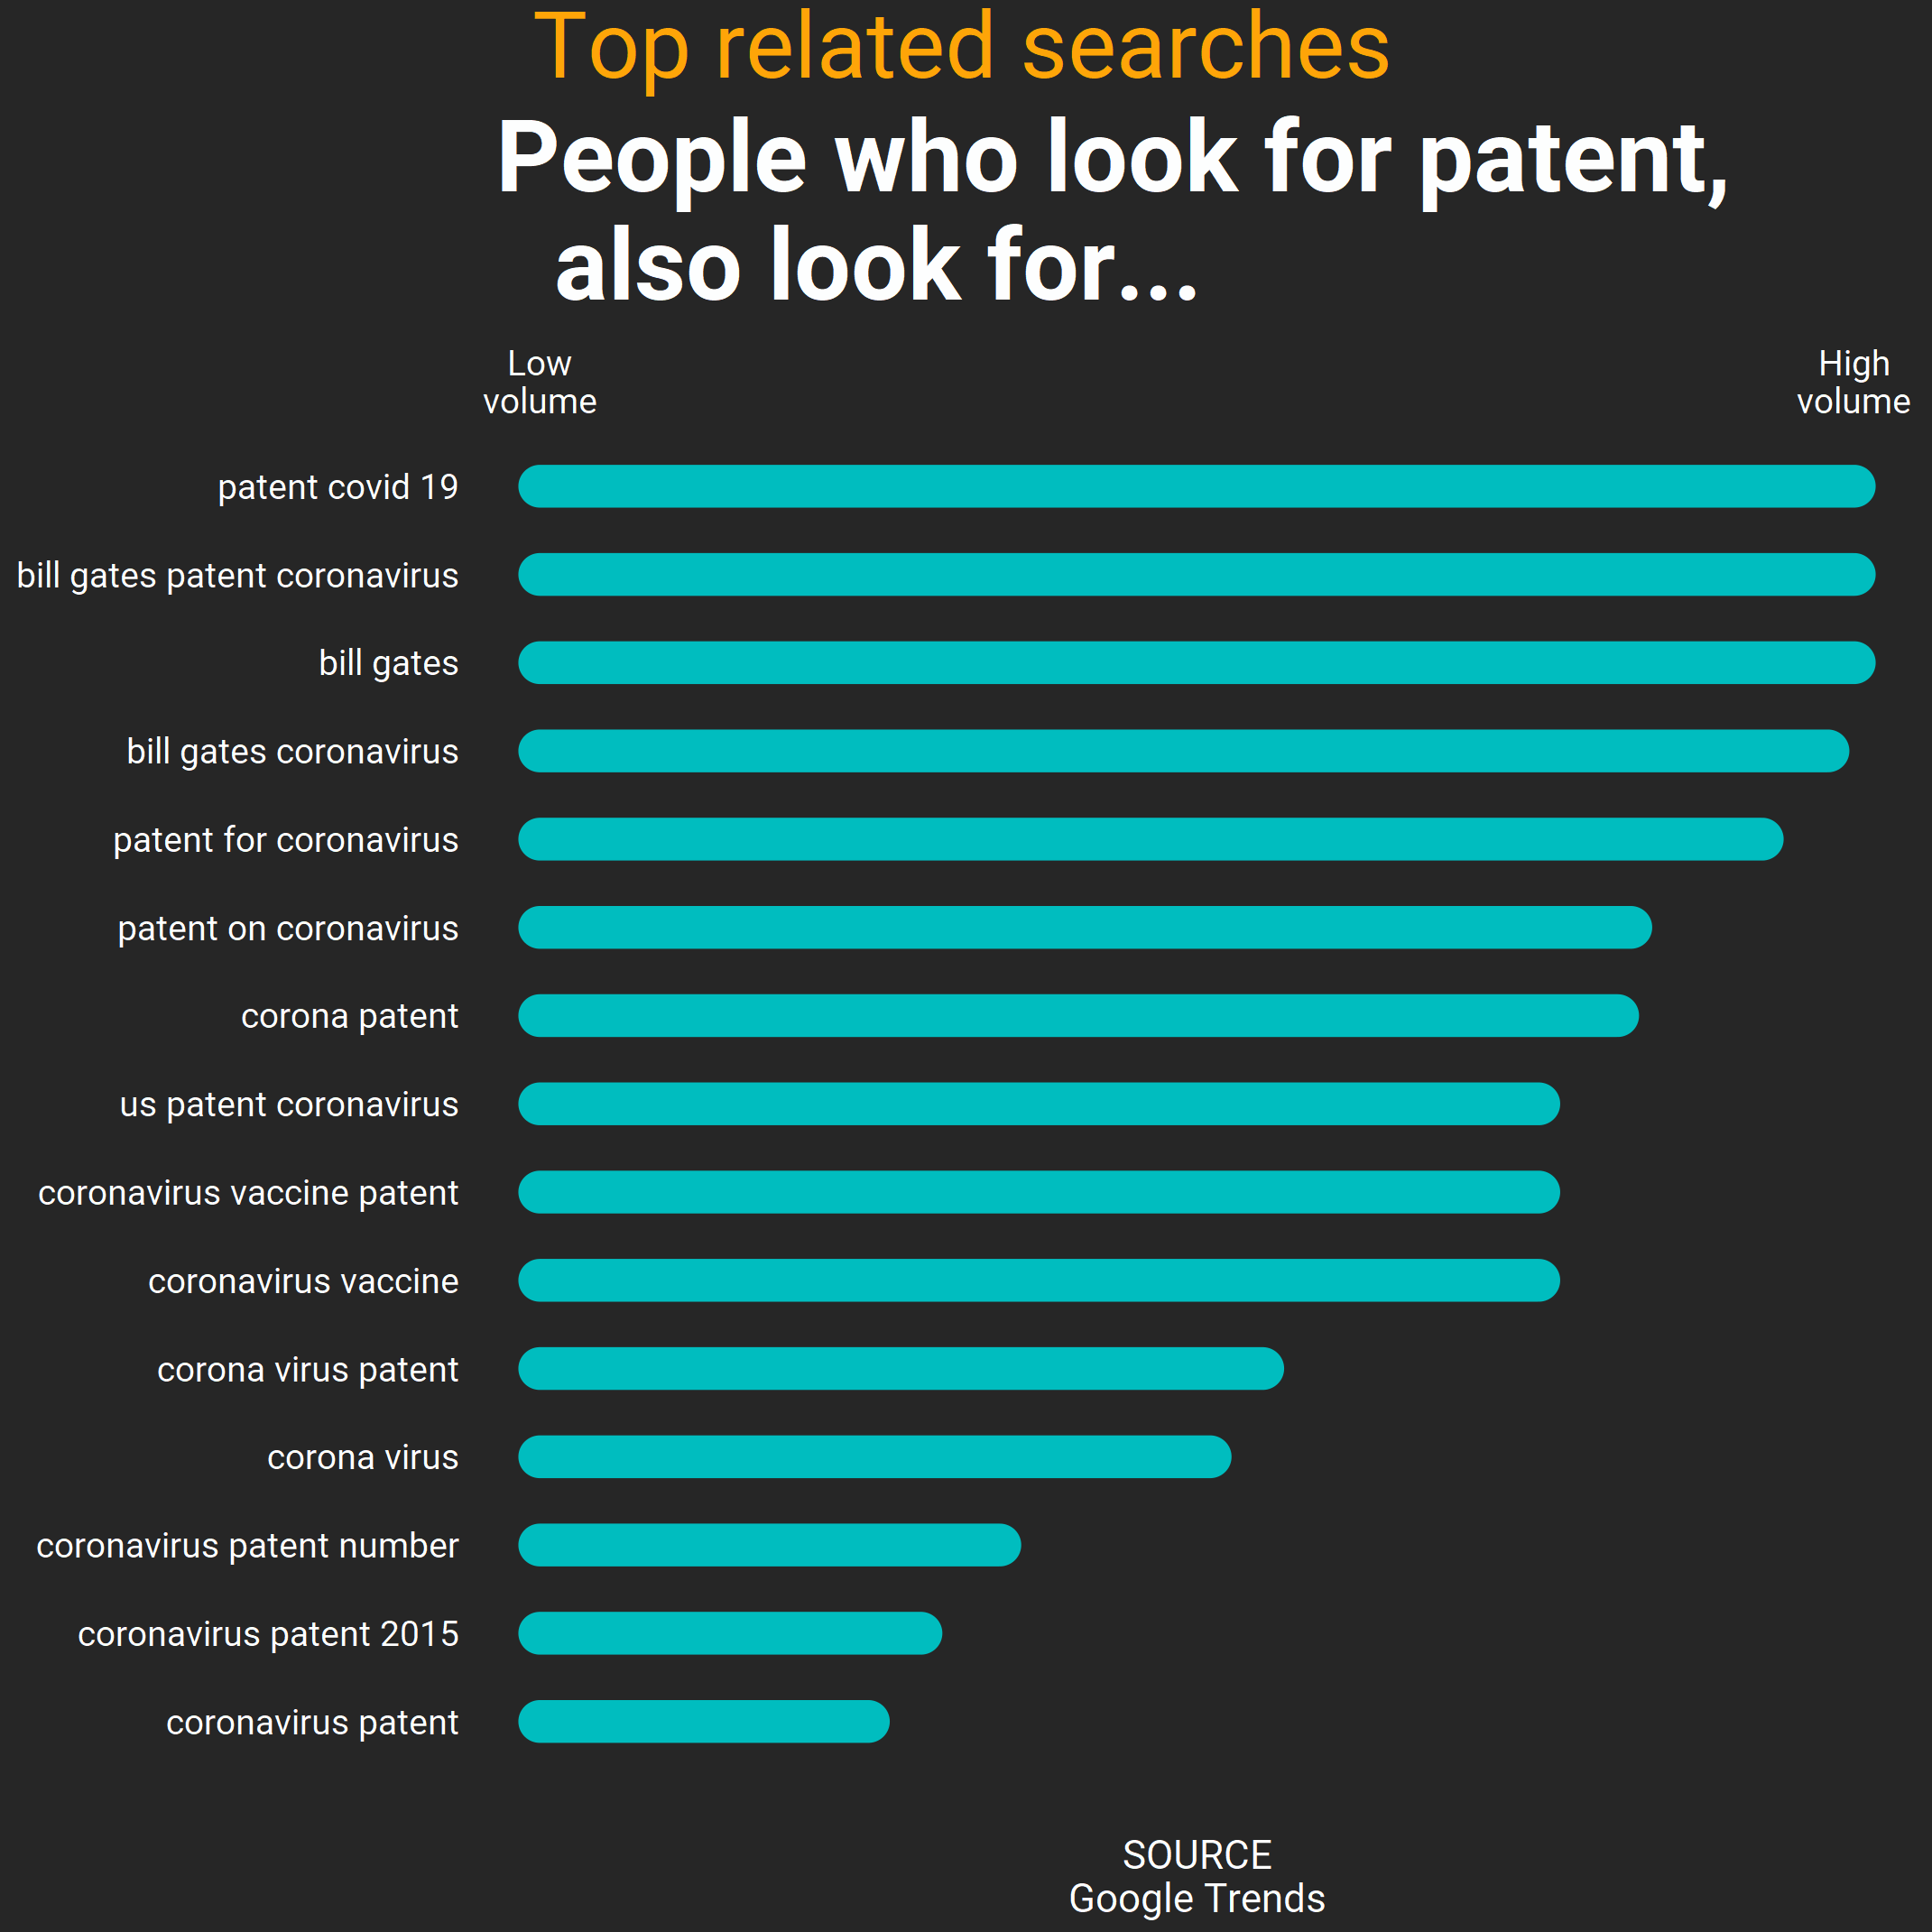 Top related searches
People who look for patent,
also look for...
Low
volume
High
volume
patent covid 19
bill gates patent coronavirus
bill gates
bill gates coronavirus
patent for coronavirus
patent on coronavirus
corona patent
us patent coronavirus
coronavirus vaccine patent
coronavirus vaccine
corona virus patent
corona virus
coronavirus patent number
coronavirus patent 2015
coronavirus patent
SOURCE
Google Trends